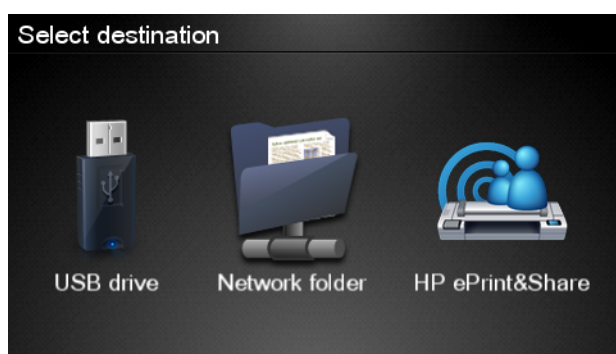 Select destination
USB drive
Network folder
HP ePrint&Share